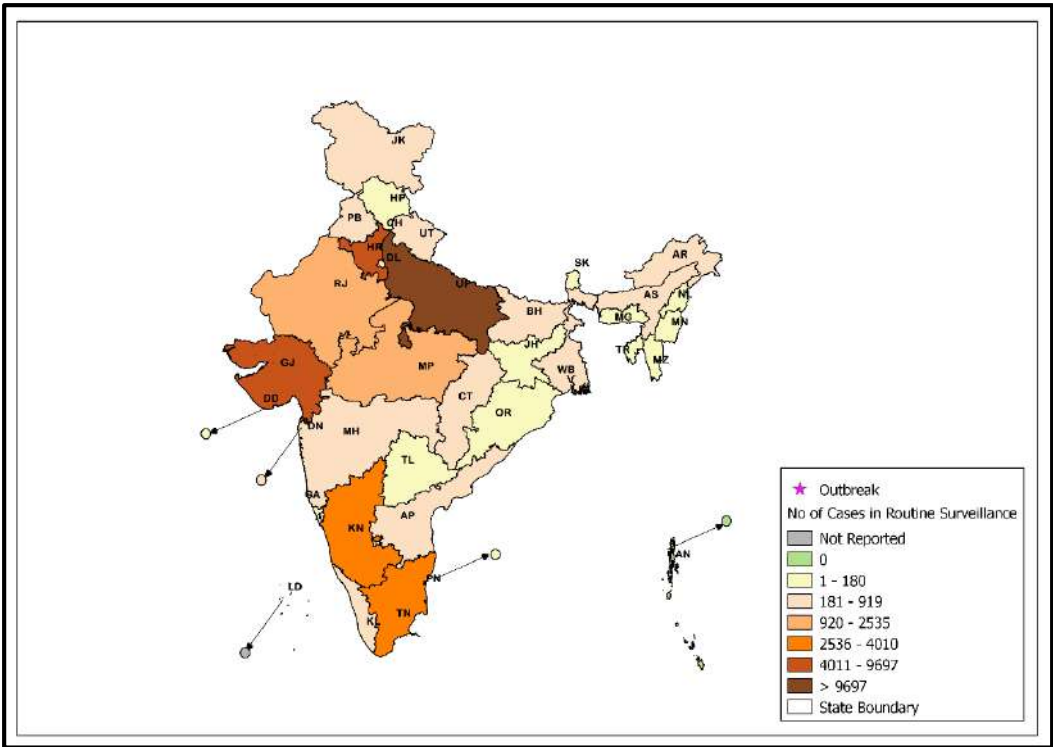 JK
HP
PB
CH
UT
HR
DL
AR
SK
RJ
UP
AS
BH
MG
MN
JH
TR
MZ
GJ
MP
WB
CT
DD
OR
DN
MH
TL
GA
AP
KN
AN
PN
LD
TN
KL
Outbreak
No of Cases in Routine Surveillance
Not Reported
0
1 - 180
181 - 919
920 - 2535
2536 - 4010
4011 - 9697
> 9697
State Boundary